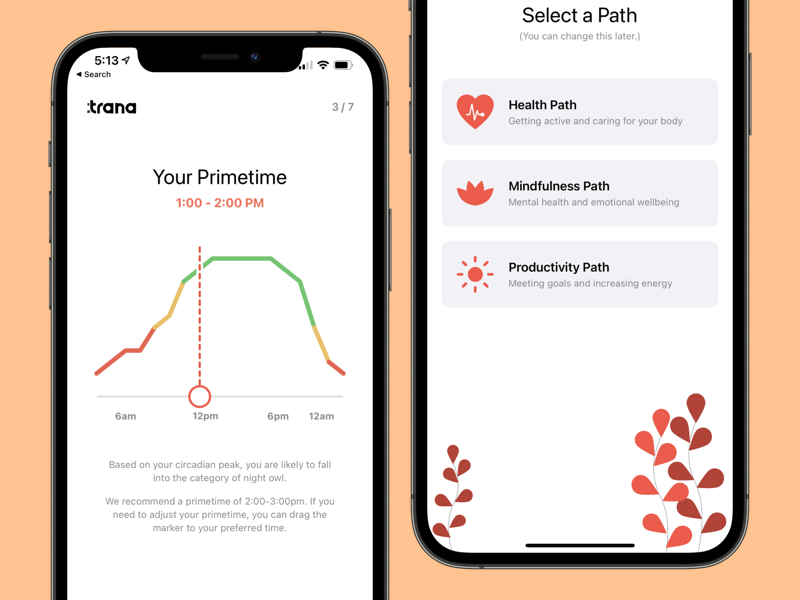 5:13
Search
:trana
3 / 7
Your Primetime
1:00 - 2:00 PM
6am 12pm 6pm 12am
Based on your circadian peak, you are likely to fall
into the category of night owl.
We recommend a primetime of 2:00-3:00pm. If you
need to adjust your primetime, you can drag the
marker to your preferred time.
Select a Path
(You can change this later.)
Health Path
Getting active and caring for your body
Mindfulness Path
Mental health and emotional wellbeing
Productivity Path
Meeting goals and increasing energy